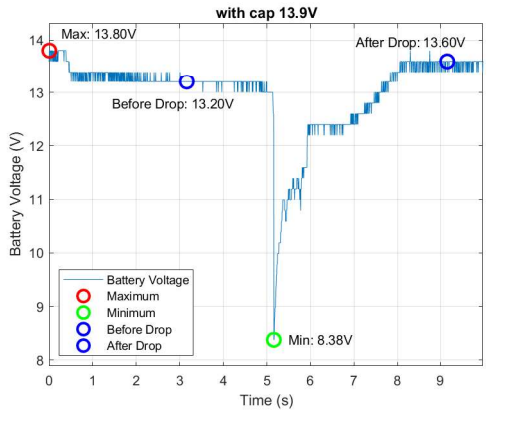 with cap 13.9V
Max: 13.80V
After Drop: 13.60V
Before Drop: 13.20V
Min: 8.38V
Battery Voltage (V)
14
13
12
11
10
9
8
Battery Voltage
Maximum
Minimum
Before Drop
After Drop
0 1 2 3 4 5 6 7 8 9
Time (s)